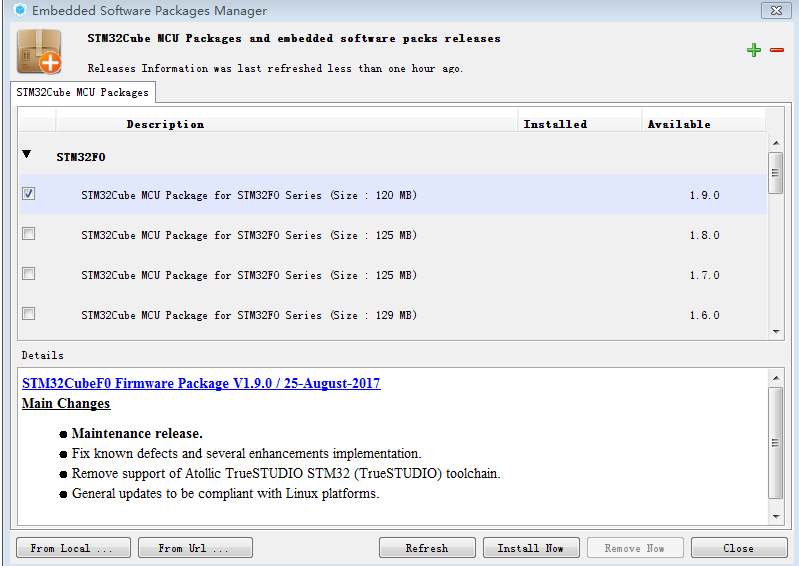 Embedded Software Packages Manager
STM32Cube MCU Packages and embedded software packs releases
Releases Information was last refreshed less than one hour ago.
STM32Cube MCU Packages
Description Installed Available
STM32F0
STM32Cube MCU Package for STM32F0 Series (Size : 120 MB) 1.9.0
STM32Cube MCU Package for STM32F0 Series (Size : 125 MB) 1.8.0
STM32Cube MCU Package for STM32F0 Series (Size : 125 MB) 1.7.0
STM32Cube MCU Package for STM32F0 Series (Size : 129 MB) 1.6.0
Details
STM32CubeF0 Firmware Package V1.9.0 / 25-August-2017
Main Changes
● Maintenance release.
● Fix known defects and several enhancements implementation.
● Remove support of Atollic TrueSTUDIO STM32 (TrueSTUDIO) toolchain.
● General updates to be compliant with Linux platforms.
From Local ... From Url ... Refresh Install Now Remove Now Close